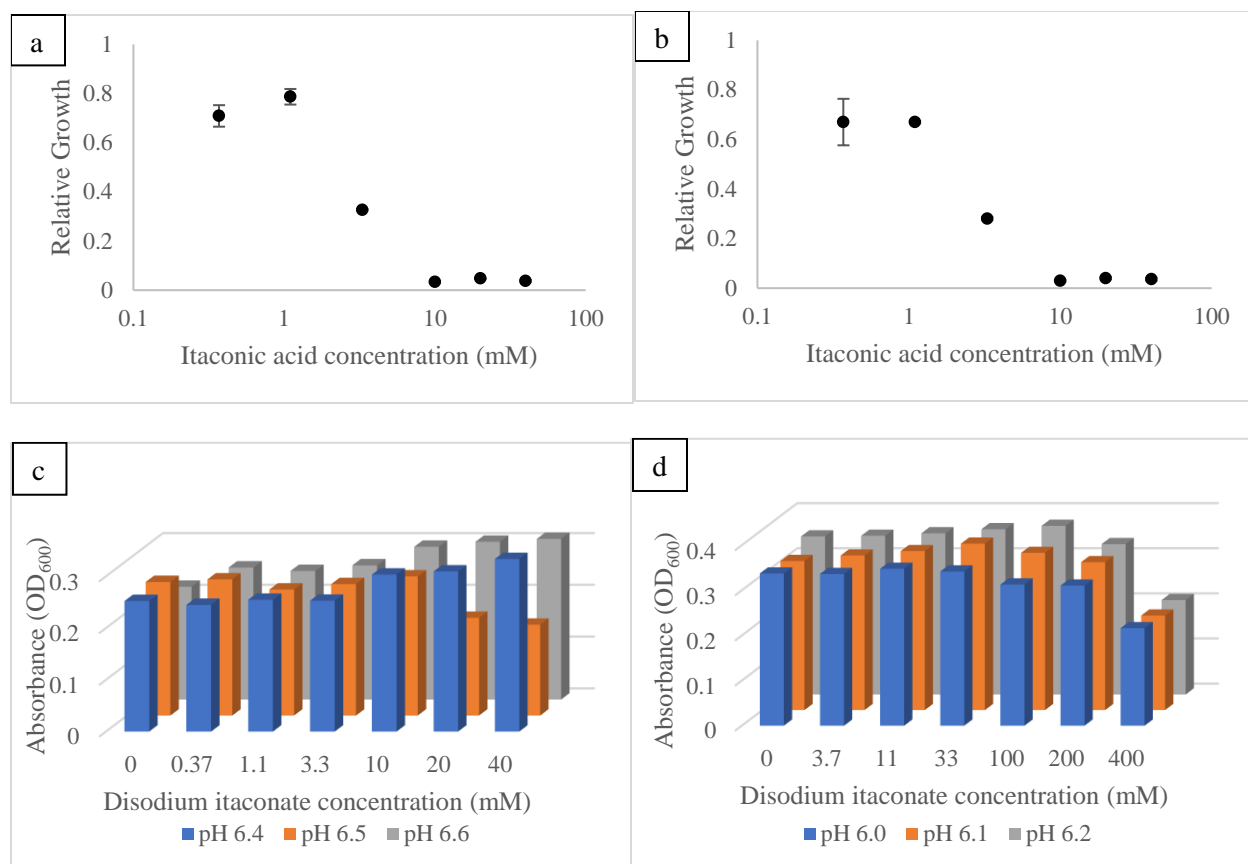 a
1
0.8
0.6
0.4
0.2
0
Relative Growth
0.1 1 10 100
Itaconic acid concentration (mM)
b
1
0.8
0.6
0.4
0.2
0
Relative Growth
0.1 1 10 100
Itaconic acid concentration (mM)
c
0.3
0.2
0.1
0
Absorbance (OD600)
0 0.37 1.1 3.3 10 20 40
Disodium itaconate concentration (mM)
pH 6.4 pH 6.5 pH 6.6
d
0.4
0.3
0.2
0.1
0
Absorbance (OD600)
0 3.7 11 33 100 200 400
Disodium itaconate concentration (mM)
pH 6.0 pH 6.1 pH 6.2